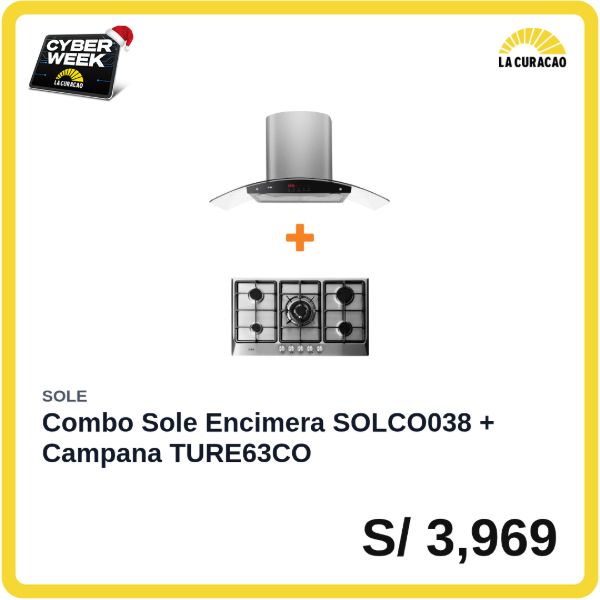 CYBER
WEEK
LA CURACAO
LA CURACAO
SOLE
Combo Sole Encimera SOLCO038 +
Campana TURE63CO
S/ 3,969